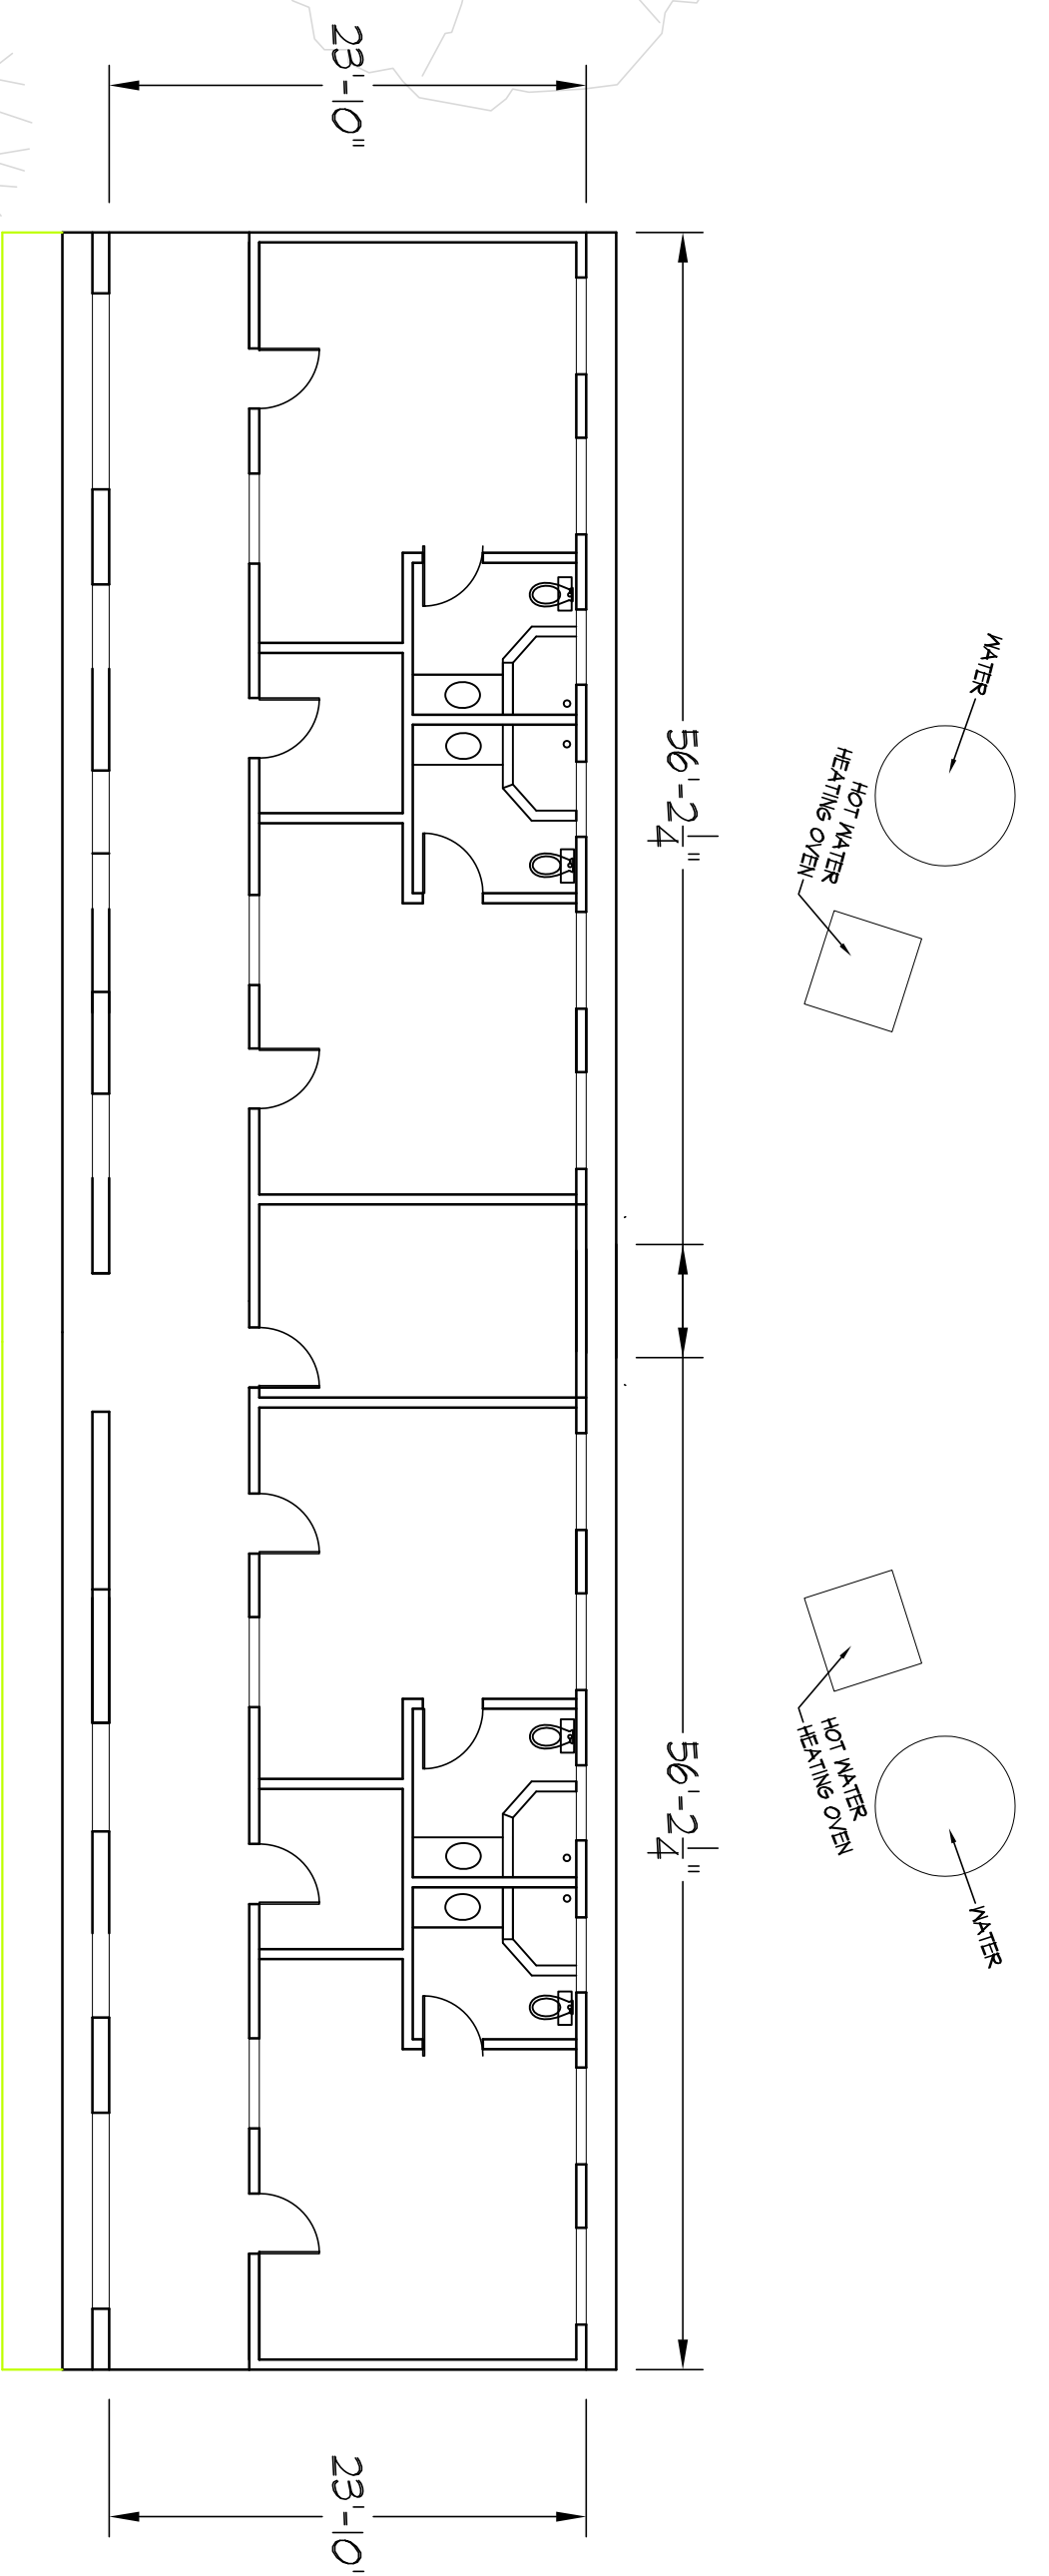 23'-10"
56'-2 1/4"
WATER
HOT WATER
HEATING OVEN
56'-2 1/4"
HOT WATER
HEATING OVEN
WATER
23'-10'